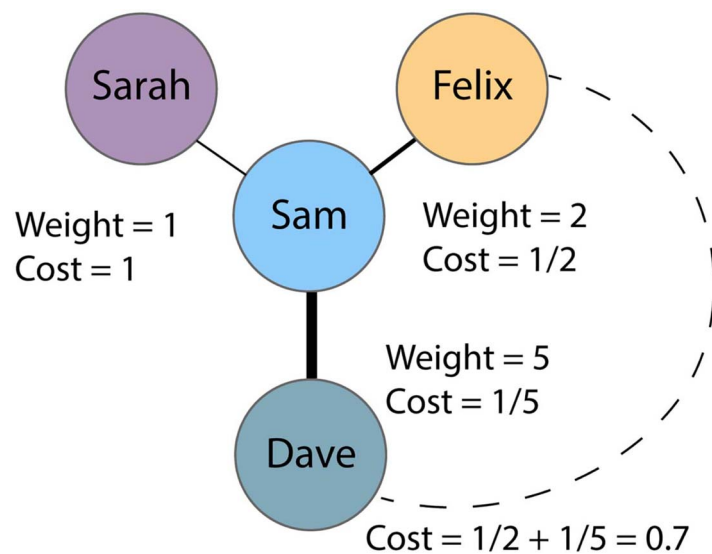 Sarah
Felix
Sam
Weight = 1
Cost = 1
Weight = 2
Cost = 1/2
Weight = 5
Cost = 1/5
Dave
Cost = 1/2 + 1/5 = 0.7